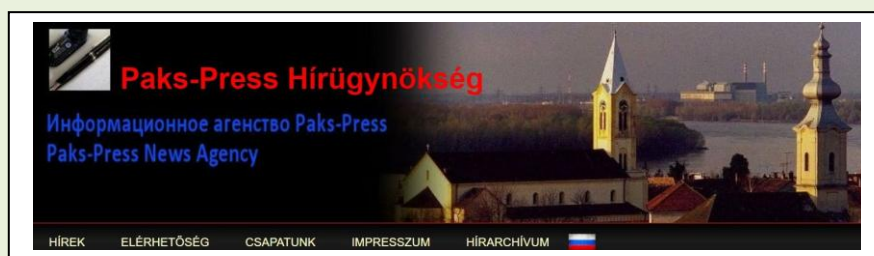 Paks-Press Hírügynökség
Информационное агенство Paks-Press
Paks-Press News Agency
HÍREK ELÉRHETŐSÉG CSAPATUNK IMPRESSZUM HÍRARCHÍVUM